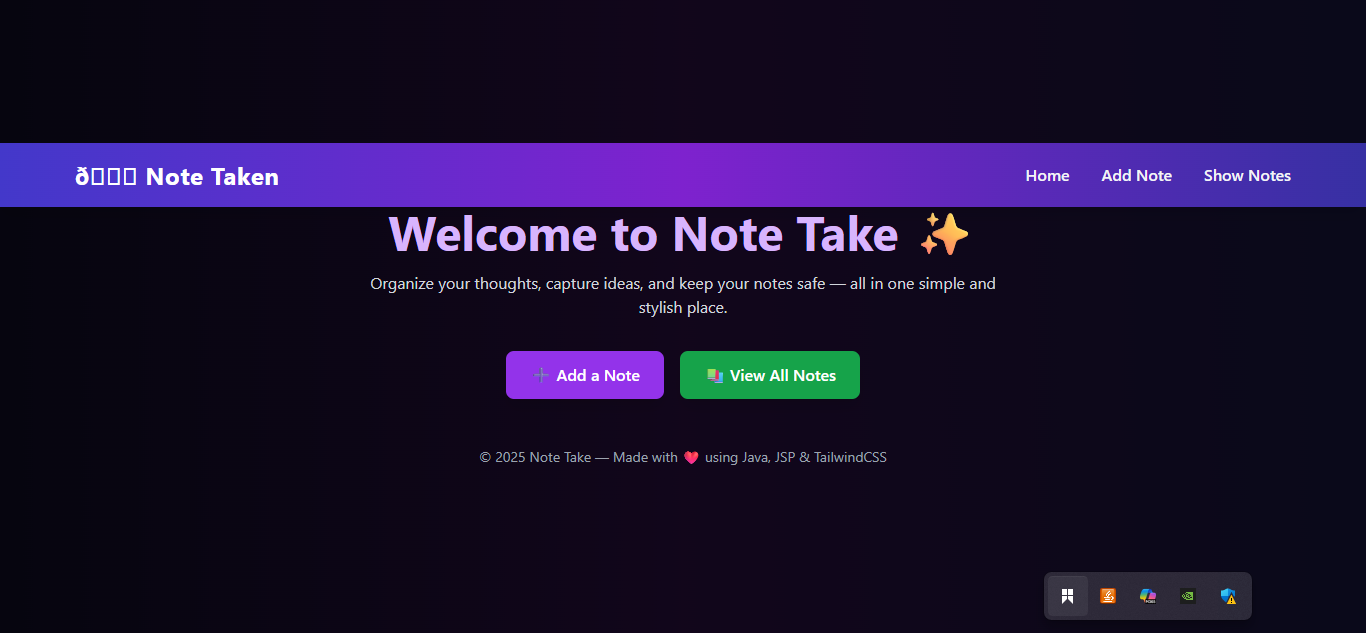 ð Note Taken
Home
Add Note
Show Notes
Welcome to Note Take ✨
Organize your thoughts, capture ideas, and keep your notes safe — all in one simple and
stylish place.
➕ Add a Note
📚 View All Notes
© 2025 Note Take — Made with ❤️ using Java, JSP & TailwindCSS